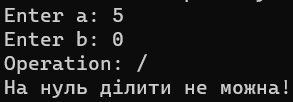 Enter a: 5
Enter b: 0
Operation: /
На нуль ділити не можна!